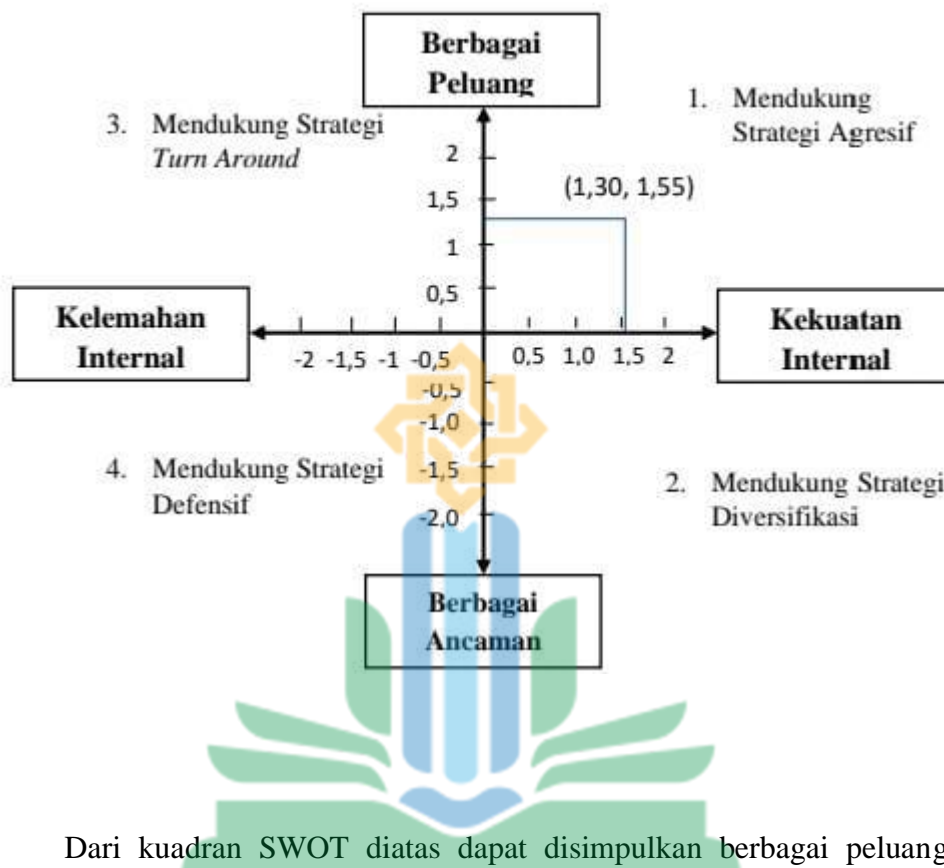 Berbagai
Peluang
1. Mendukung
Strategi Agresif
3. Mendukung Strategi
Turn Around
2
(1,30, 1,55)
1,5
1
0,5
Kelemahan
Internal
Kekuatan
Internal
-2 -1,5 -1 -0,5
0,5 1,0 1,5 2
-0,5
-1,0
4. Mendukung Strategi
Defensif
-1,5
2. Mendukung Strategi
Diversifikasi
-2,0
Berbagai
Ancaman
Dari kuadran SWOT diatas dapat disimpulkan berbagai peluang